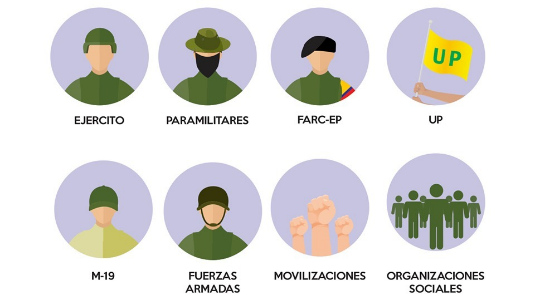 UP
EJERCITO
PARAMILITARES
FARC-EP
UP
M-19
FUERZAS
ARMADAS
MOVILIZACIONES
ORGANIZACIONES
SOCIALES